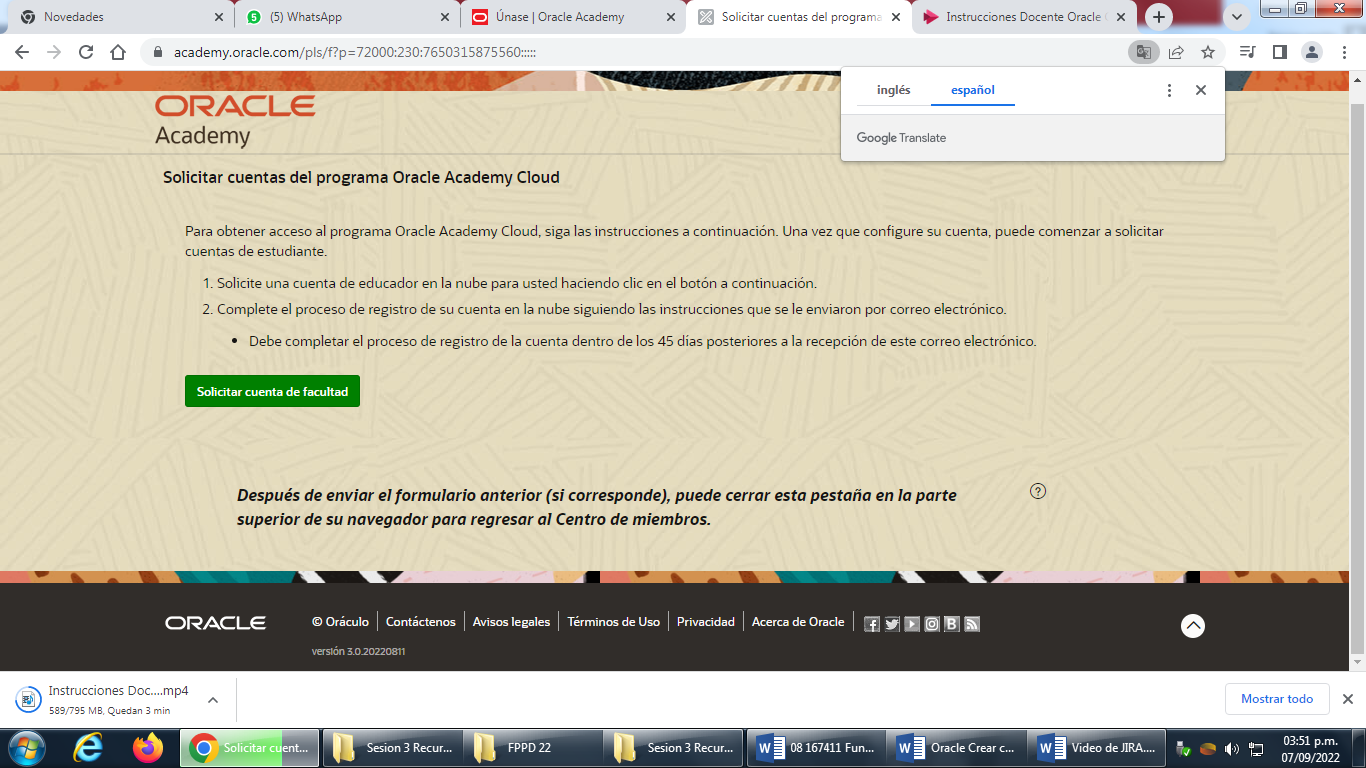 Novedades
(5) WhatsApp
Únase | Oracle Academy
Solicitar cuentas del programa
Instrucciones Docente Oracle
academy.oracle.com/pls/f?p=72000:230:7650315875560:::::
inglés
español
Google Translate
ORACLE
Academy
Solicitar cuentas del programa Oracle Academy Cloud
Para obtener acceso al programa Oracle Academy Cloud, siga las instrucciones a continuación. Una vez que configure su cuenta, puede comenzar a solicitar
cuentas de estudiante.
1. Solicite una cuenta de educador en la nube para usted haciendo clic en el botón a continuación.
2. Complete el proceso de registro de su cuenta en la nube siguiendo las instrucciones que se le enviaron por correo electrónico.
• Debe completar el proceso de registro de la cuenta dentro de los 45 días posteriores a la recepción de este correo electrónico.
Solicitar cuenta de facultad
Después de enviar el formulario anterior (si corresponde), puede cerrar esta pestaña en la parte
superior de su navegador para regresar al Centro de miembros.
?
ORACLE
© Oráculo | Contáctenos | Avisos legales | Términos de Uso | Privacidad | Acerca de Oracle
versión 3.0.20220811
Instrucciones Doc....mp4
589/795 MB, Quedan 3 min
Mostrar todo
Solicitar cuent...
Sesion 3 Recur...
FPPD 22
Sesion 3 Recur...
08 167411 Fun...
Oracle Crear c...
Video de JIRA....
03:51 p.m.
07/09/2022